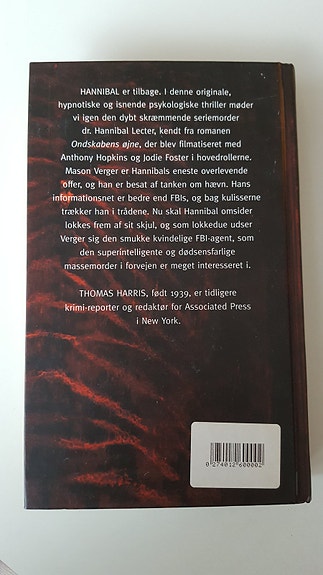 HANNIBAL er tilbage. I denne originale,
hypnotiske og isnende psykologiske thriller møder
vi igen den dybt skræmmende seriemorder
dr. Hannibal Lecter, kendt fra romanen
Ondskabens øjne, der blev filmatiseret med
Anthony Hopkins og Jodie Foster i hovedrollerne.
Mason Verger er Hannibals eneste overlevende
offer, og han er besat af tanken om hævn. Hans
informationsnet er bedre end FBIs, og bag kulisserne
trækker han i trådene. Nu skal Hannibal omsider
lokkes frem af sit skjul, og som lokkedue udser
Verger sig den smukke kvindelige FBI-agent, som
den superintelligente og dødsensfarlige
massemorder i forvejen er meget interesseret i.
THOMAS HARRIS, født 1939, er tidligere
krimi-reporter og redaktør for Associated Press
i New York.
0 274012 600002